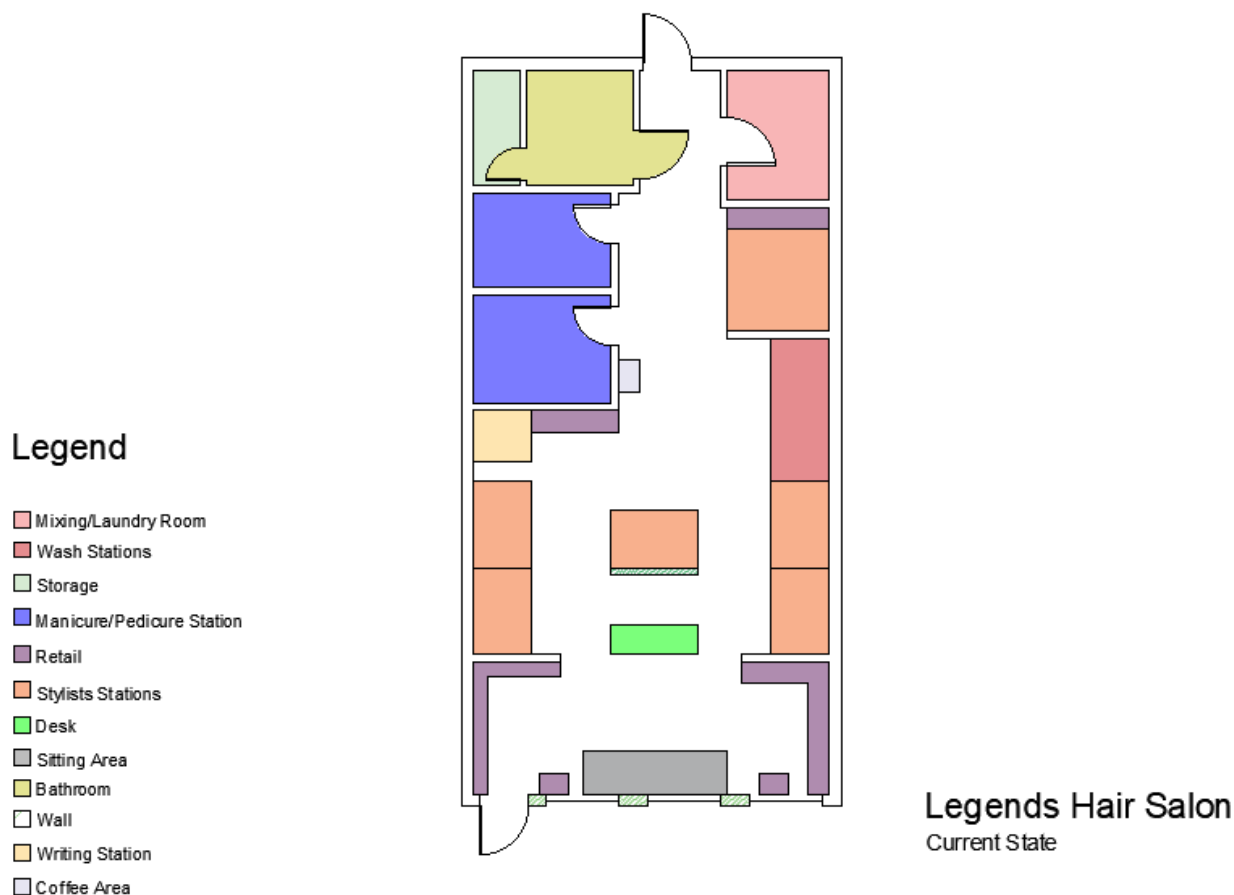 Legend
Mixing/Laundry Room
Wash Stations
Storage
Manicure/Pedicure Station
Retail
Stylists Stations
Desk
Sitting Area
Bathroom
Wall
Writing Station
Coffee Area
Legends Hair Salon
Current State